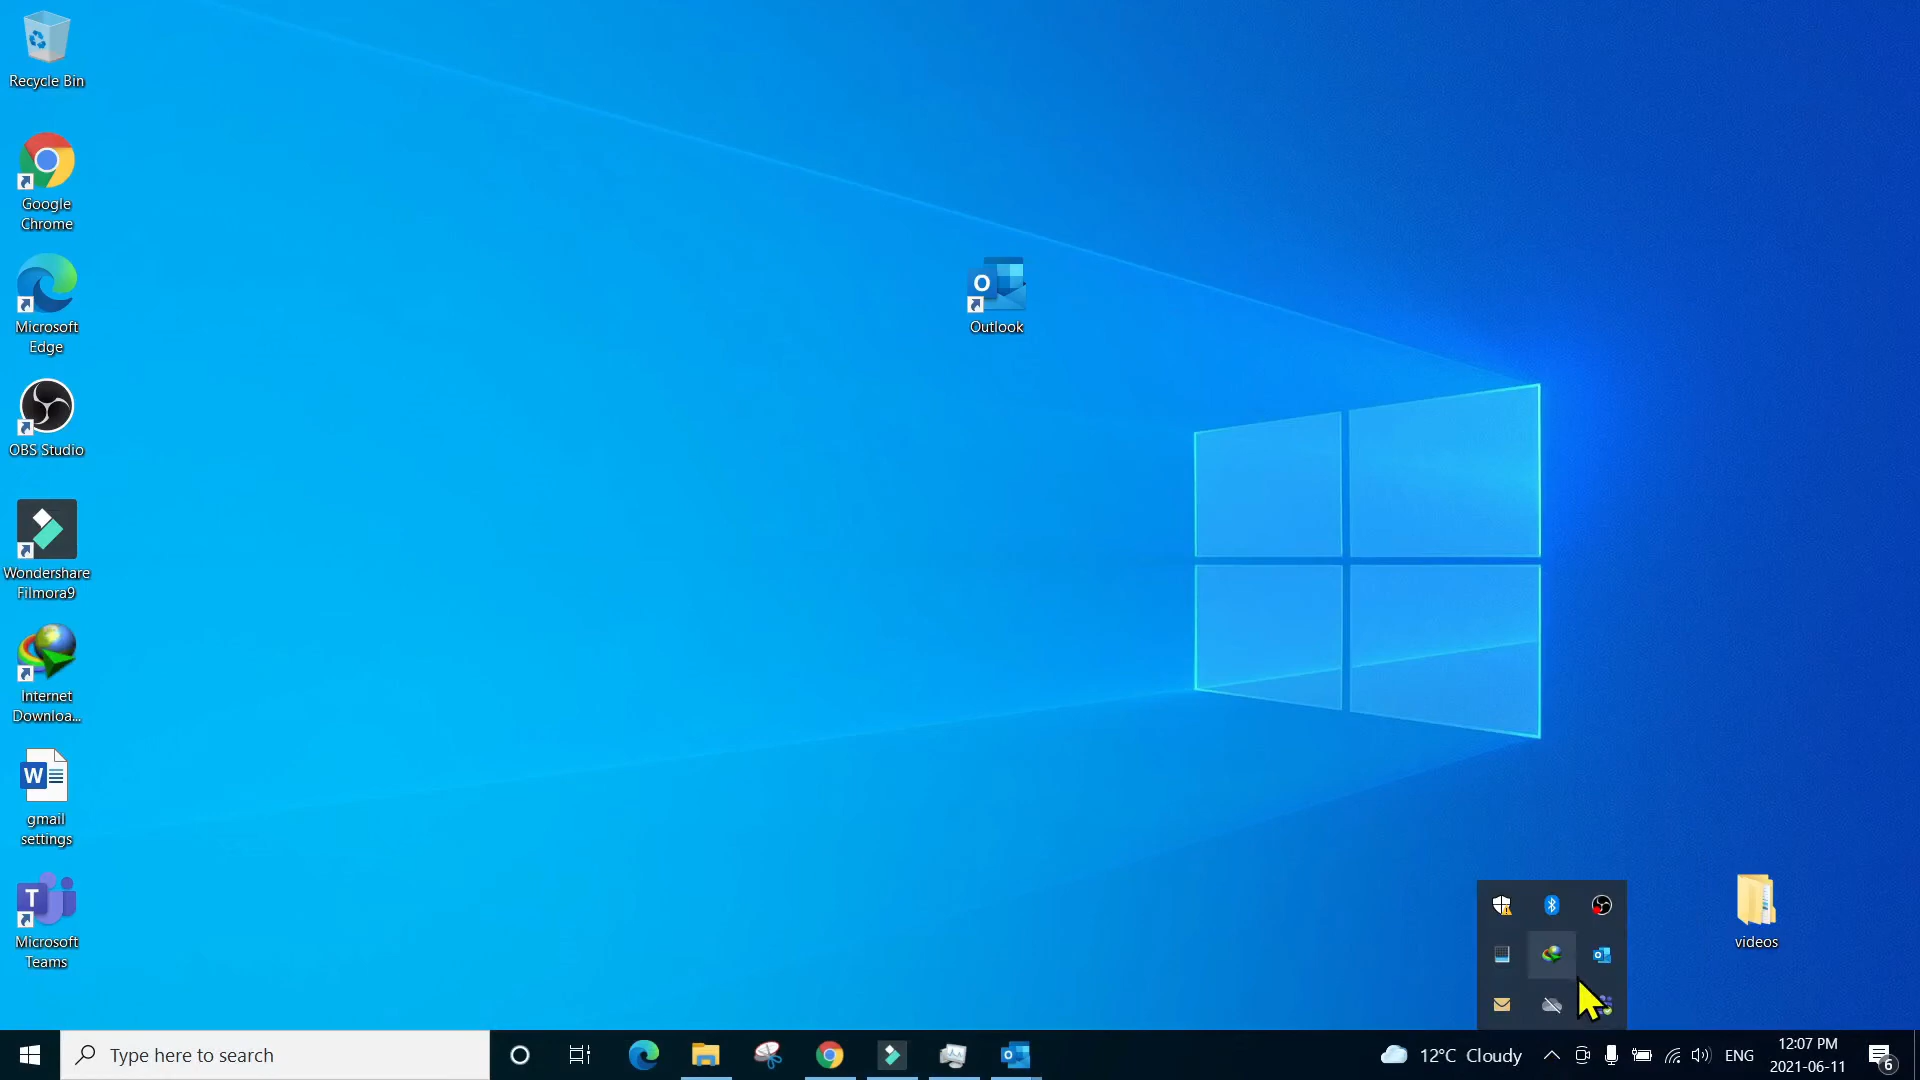 Recycle Bin
Google
Chrome
Microsoft
Edge
OBS Studio
Wondershare
Filmora9
Internet
Downloa...
W
gmail
settings
T
Microsoft
Teams
O
Outlook
videos
Type here to search
12°C Cloudy
ENG
12:07 PM
2021-06-11
6